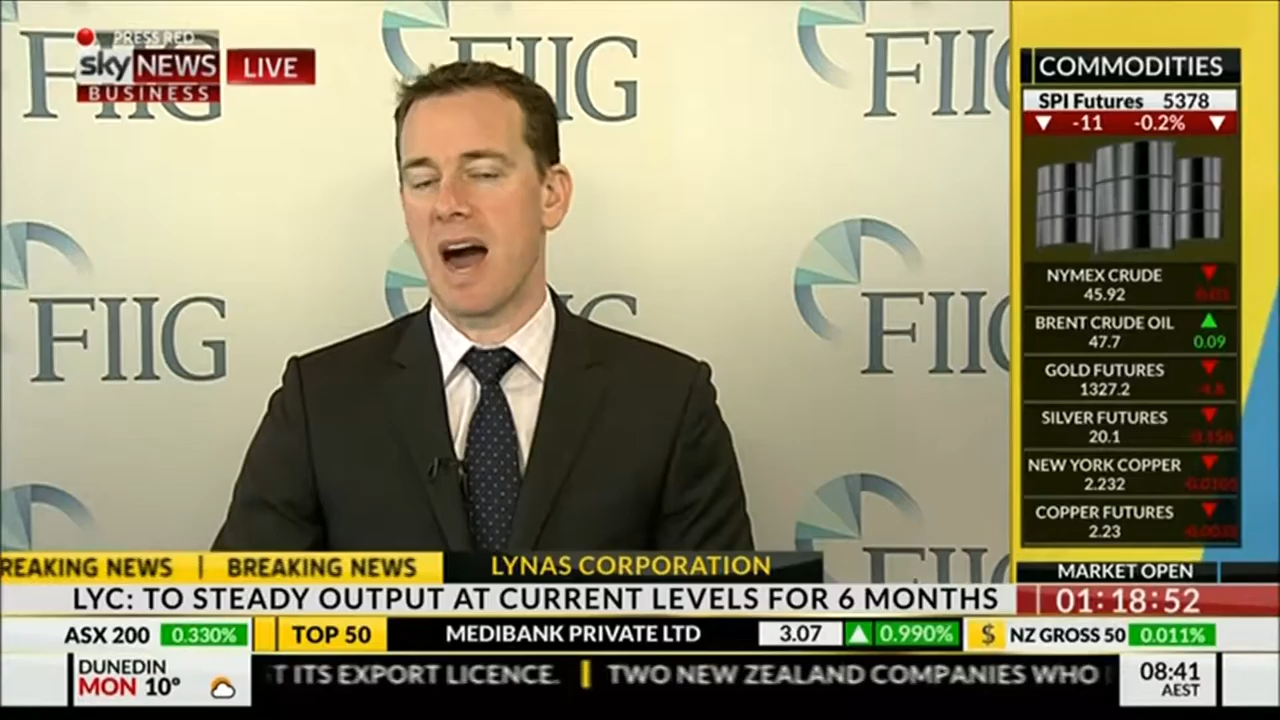 PRESS RED
sky NEWS
BUSINESS
LIVE
FIIG
FIIG
FIIG
FIIG
FIIG
COMMODITIES
SPI Futures 5378
-11 -0.2%
NYMEX CRUDE
45.92
BRENT CRUDE OIL
47.7 0.09
GOLD FUTURES
1327.2 -4.8
SILVER FUTURES
20.1
NEW YORK COPPER
2.232
COPPER FUTURES
2.23
READING NEWS | BREAKING NEWS
LYNAS CORPORATION
MARKET OPEN
LYC: TO STEADY OUTPUT AT CURRENT LEVELS FOR 6 MONTHS
01:18:52
ASX 200 0.330% TOP 50 MEDIBANK PRIVATE LTD 3.07 0.990% $ NZ GROSS 50 0.011%
DUNEDIN
MON 10°
T ITS EXPORT LICENCE. | TWO NEW ZEALAND COMPANIES WHO
08:41
AEST